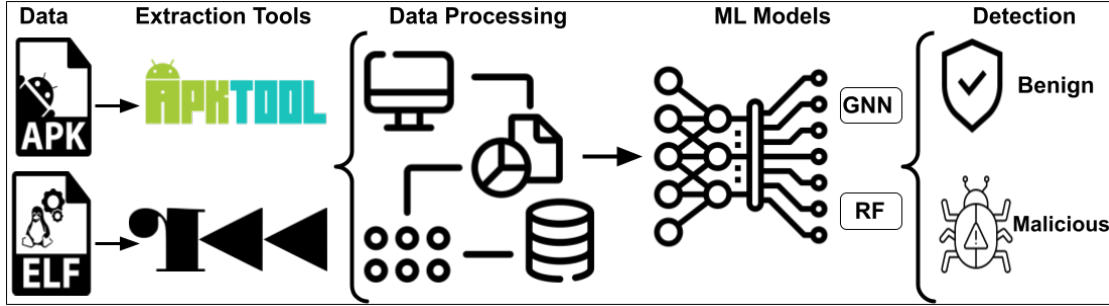 Data Extraction Tools Data Processing ML Models Detection
APK
APKTOOL
ELF
GNN
RF
Benign
Malicious